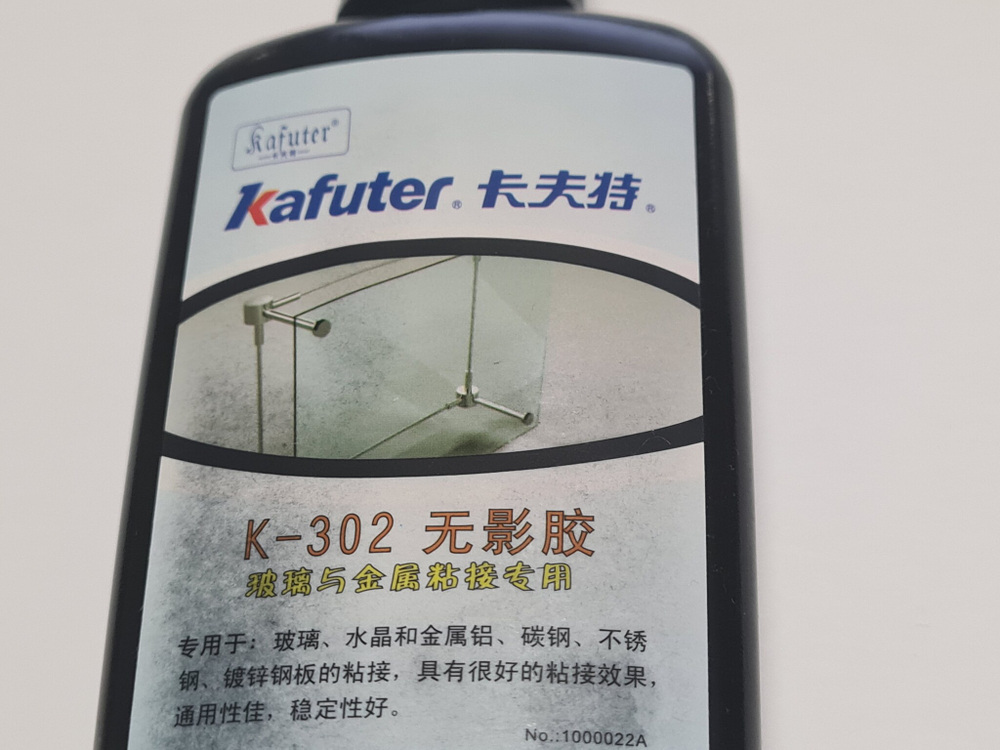 Kafuter®
卡夫特
Kafuter® 卡夫特®
K-302 无影胶
玻璃与金属粘接专用
专用于：玻璃、水晶和金属铝、碳钢、不锈
钢、镀锌钢板的粘接，具有很好的粘接效果，
通用性佳，稳定性好。
No.:1000022A